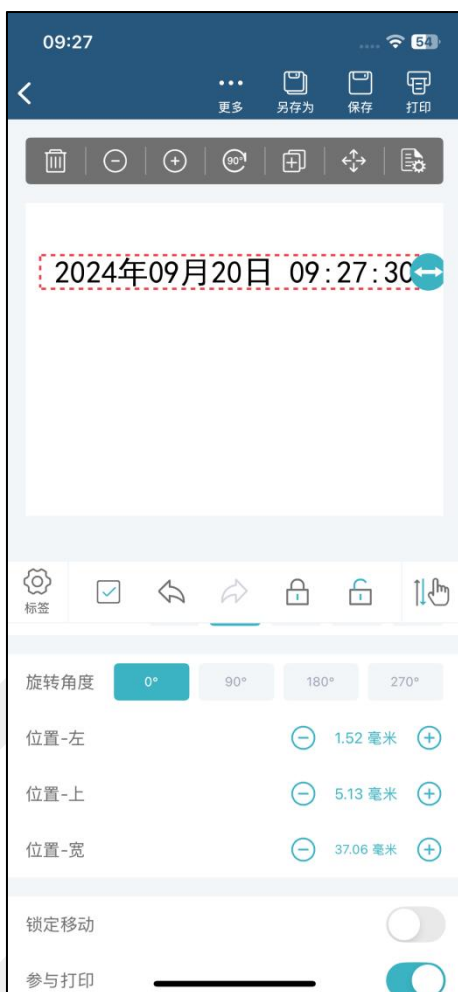 09:27
54
更多 另存为 保存 打印
90°
2024年09月20日 09:27:30
标签
旋转角度 0° 90° 180° 270°
位置-左 1.52 毫米
位置-上 5.13 毫米
位置-宽 37.06 毫米
锁定移动
参与打印